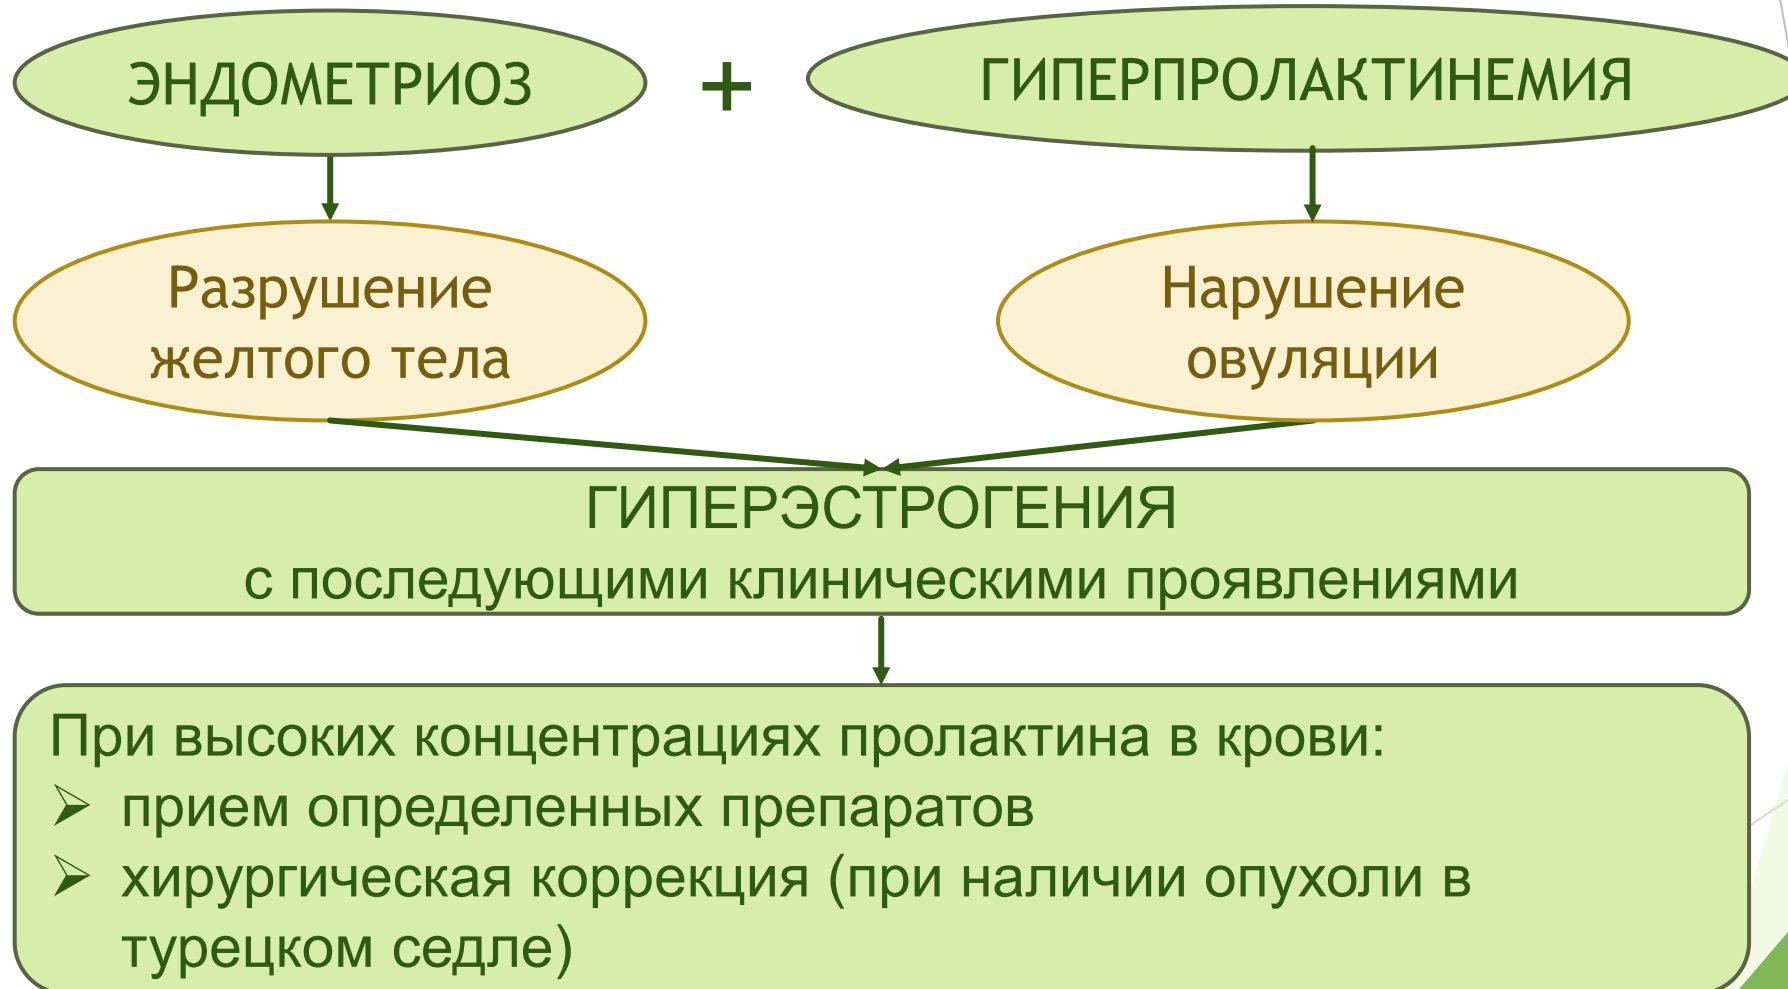 ЭНДОМЕТРИОЗ + ГИПЕРПРОЛАКТИНЕМИЯ
Разрушение
желтого тела
Нарушение
овуляции
ГИПЕРЭСТРОГЕНИЯ
с последующими клиническими проявлениями
При высоких концентрациях пролактина в крови:
➢ прием определенных препаратов
➢ хирургическая коррекция (при наличии опухоли в
турецком седле)